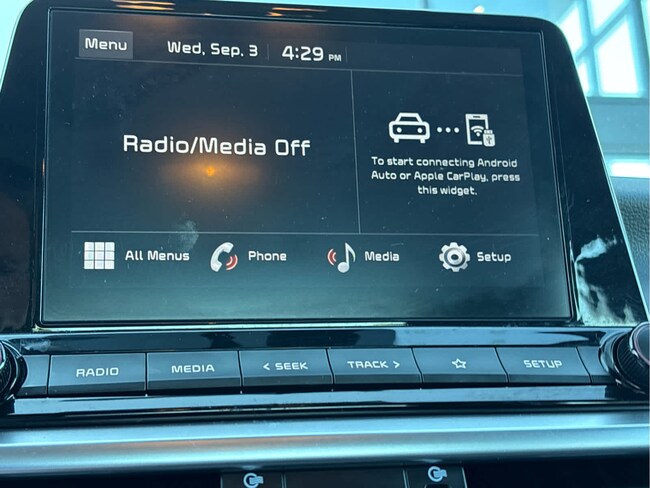 Menu
Wed, Sep. 3
4:29 PM
Radio/Media Off
To start connecting Android
Auto or Apple CarPlay, press
this widget.
All Menus
Phone
Media
Setup
RADIO
MEDIA
< SEEK
TRACK >
SETUP